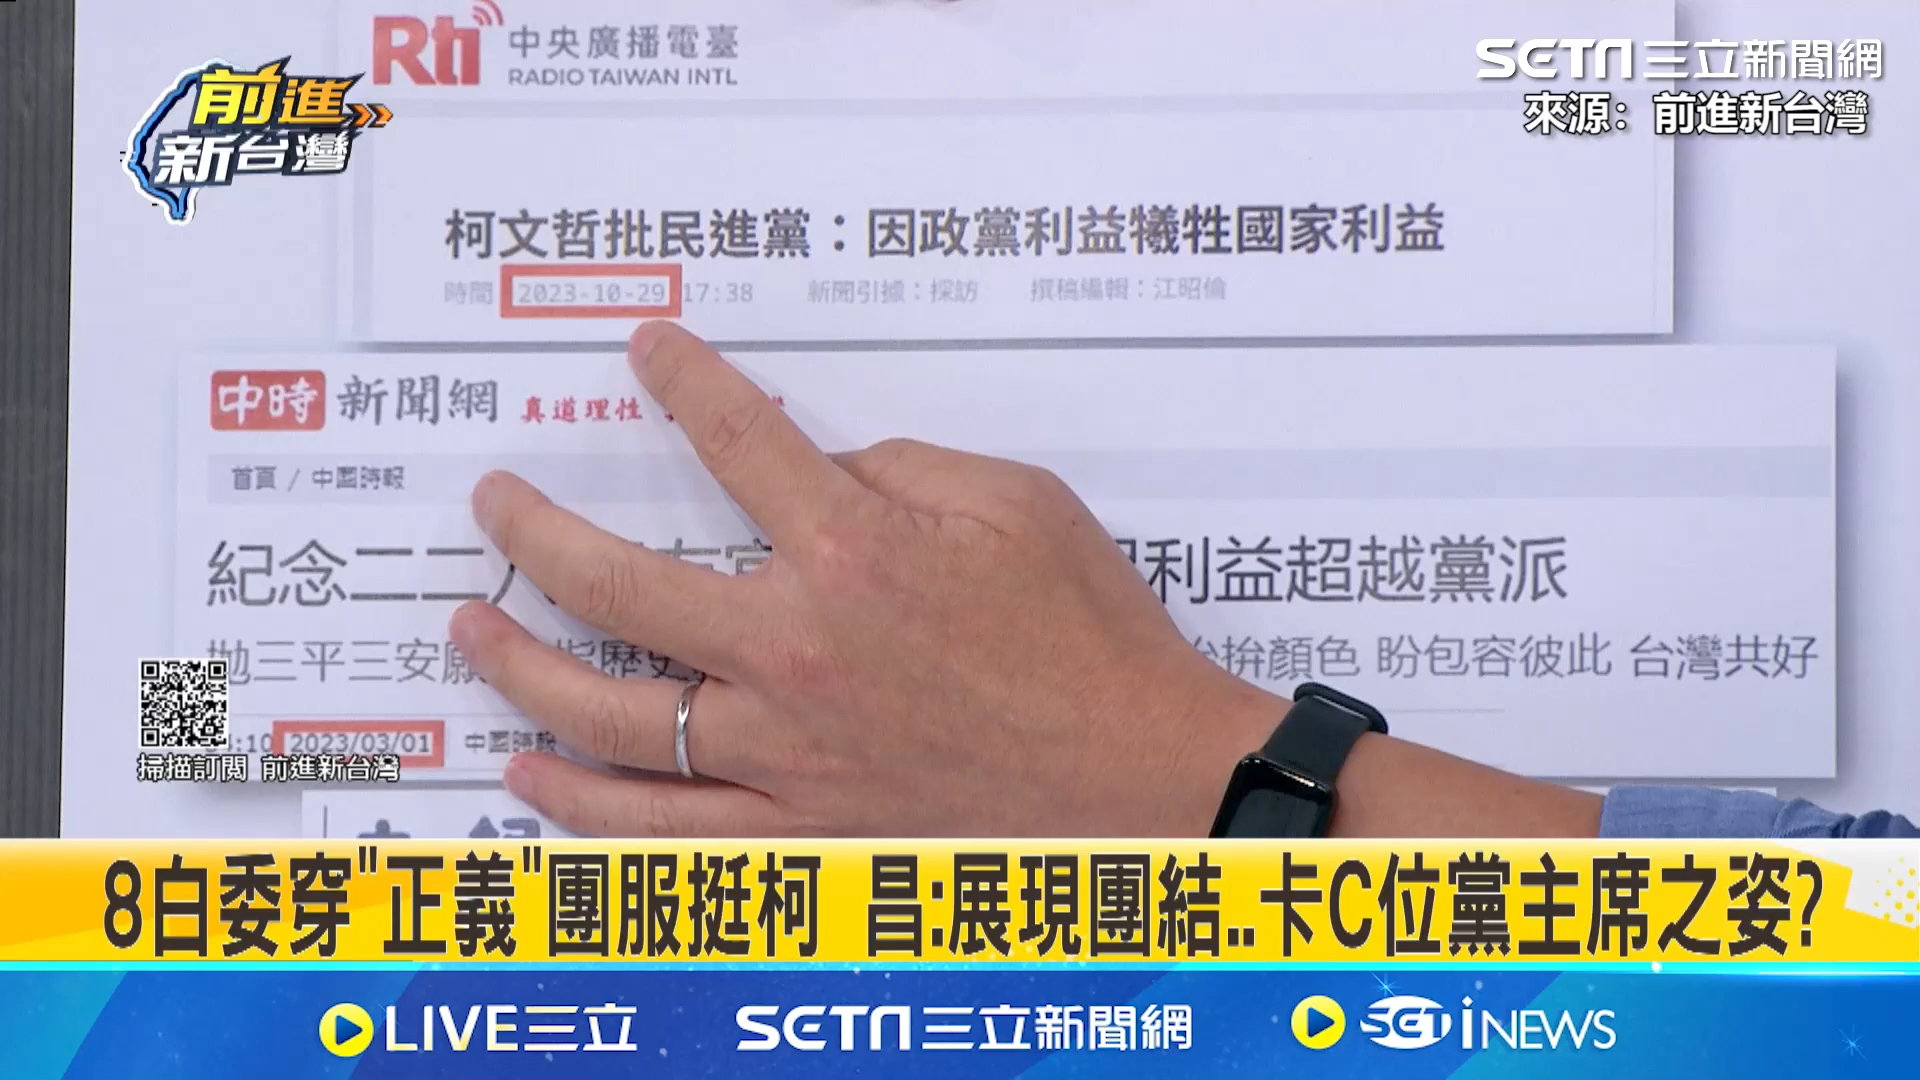 Rti 中央廣播電臺
RADIO TAIWAN INTL
前進
新台灣
SETN三立新聞網
來源：前進新台灣
柯文哲批民進黨：因政黨利益犧牲國家利益
時間 2023-10-29 17:38 新聞引據：採訪 撰稿編輯：江昭倫
中時 新聞網 真道理性
首頁 / 中國時報
紀念二二 利益超越黨派
拋三平三安願 指歷史 拚顏色 盼包容彼此 台灣共好
:10 2023/03/01 中國時報
掃描訂閱 前進新台灣
8白委穿"正義"團服挺柯 昌:展現團結..卡C位黨主席之姿?
LIVE三立 SETN三立新聞網 SETiNEWS